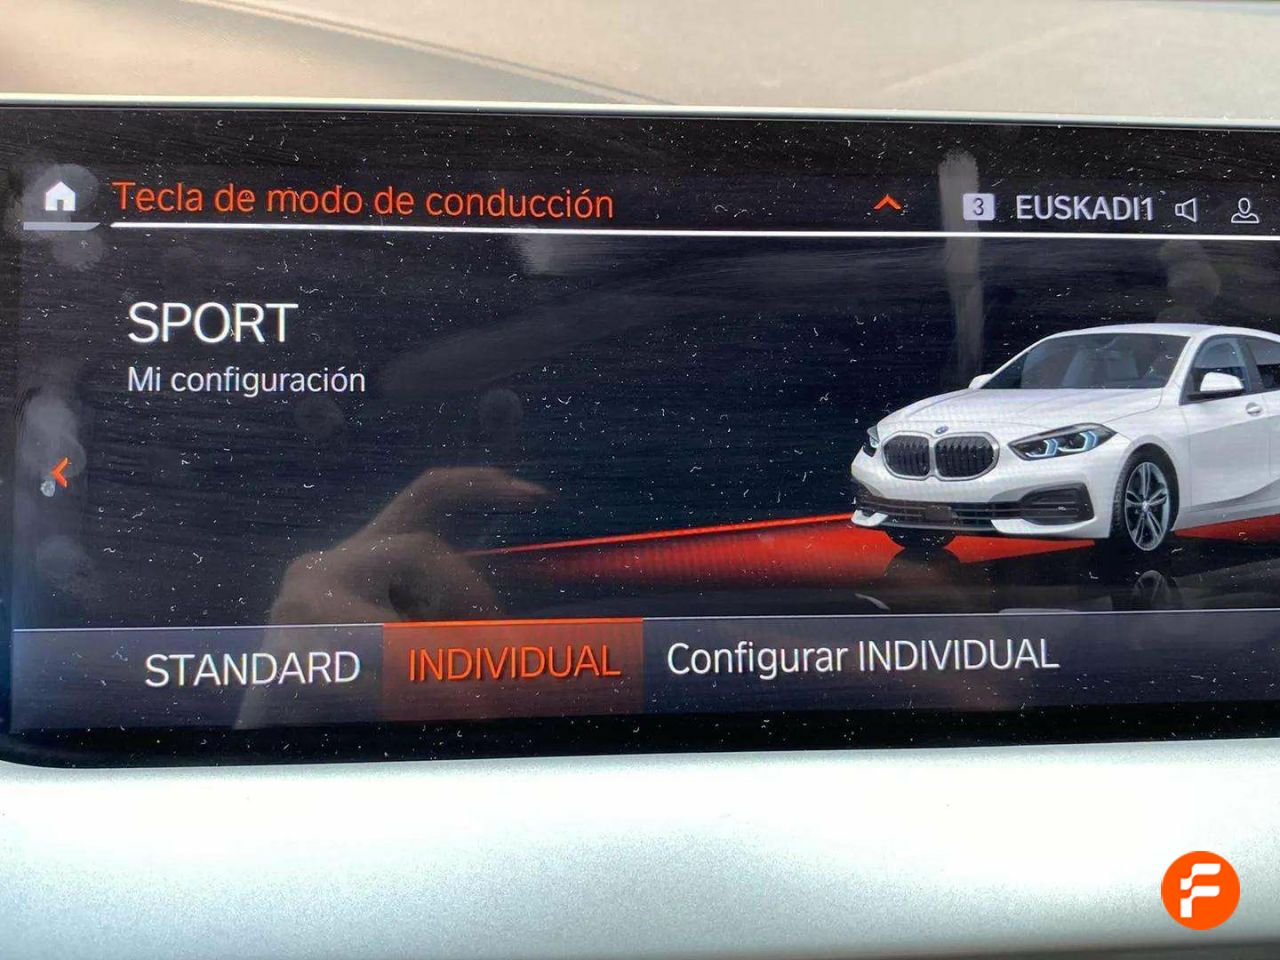 Tecla de modo de conducción
3 EUSKADI1
SPORT
Mi configuración
STANDARD INDIVIDUAL Configurar INDIVIDUAL
F